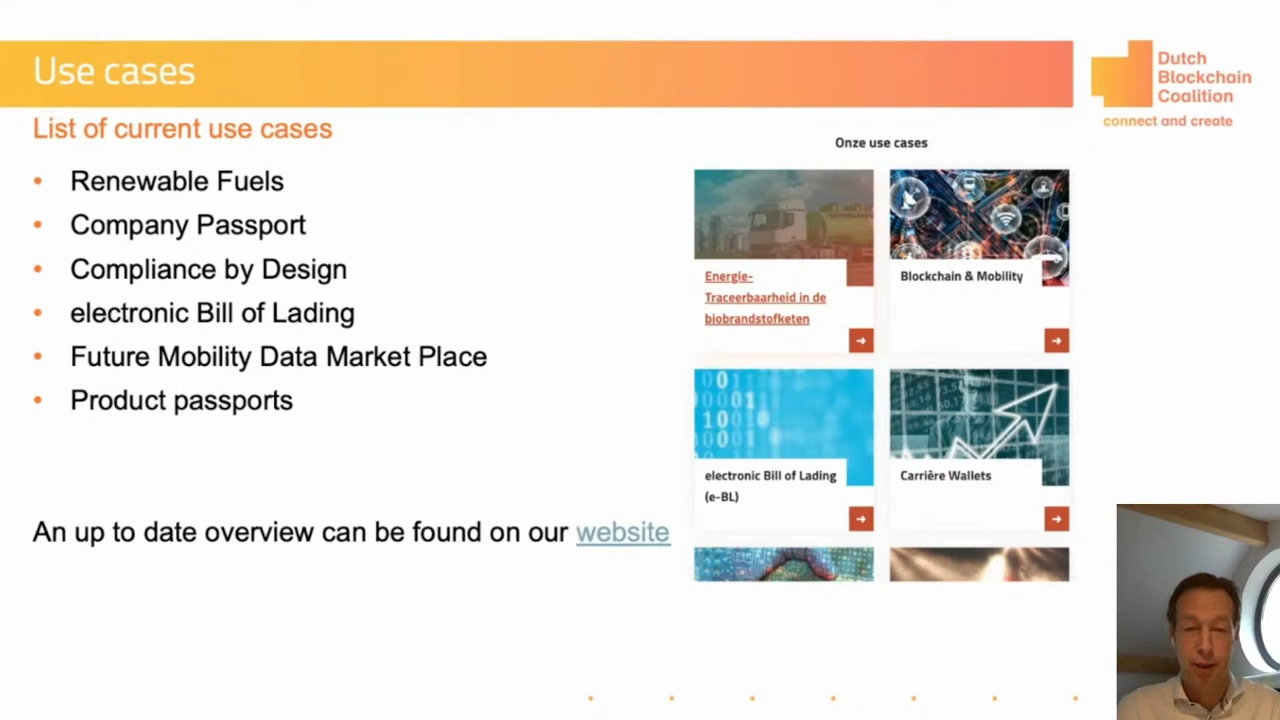 Use cases
Dutch
Blockchain
Coalition
connect and create
List of current use cases
• Renewable Fuels
• Company Passport
• Compliance by Design
• electronic Bill of Lading
• Future Mobility Data Market Place
• Product passports
An up to date overview can be found on our website
Onze use cases
Energie-
Traceerbaarheid in de
biobrandstofketen
Blockchain & Mobility
electronic Bill of Lading
(e-BL)
Carrière Wallets